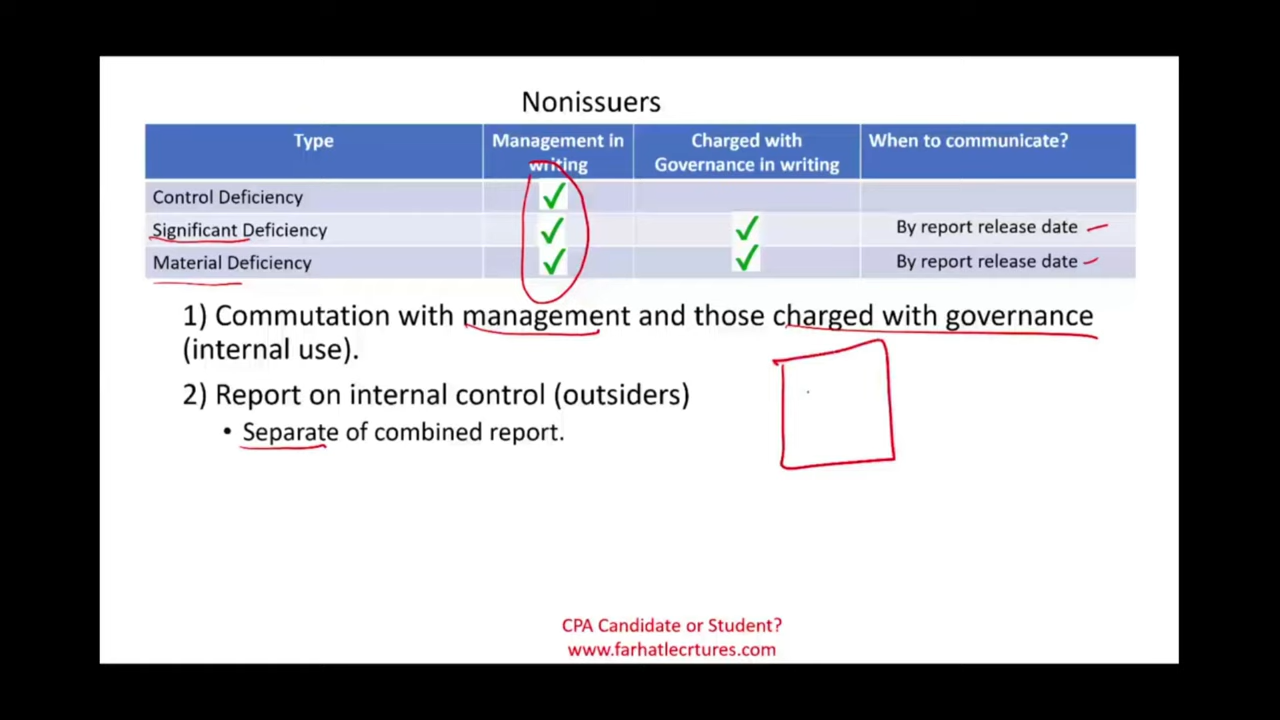 Nonissuers
Type Management in writing Charged with Governance in writing When to communicate?
Control Deficiency ✓
Significant Deficiency ✓ ✓ By report release date
Material Deficiency ✓ ✓ By report release date
1) Commutation with management and those charged with governance
(internal use).
2) Report on internal control (outsiders)
• Separate of combined report.
CPA Candidate or Student?
www.farhatlecrtures.com